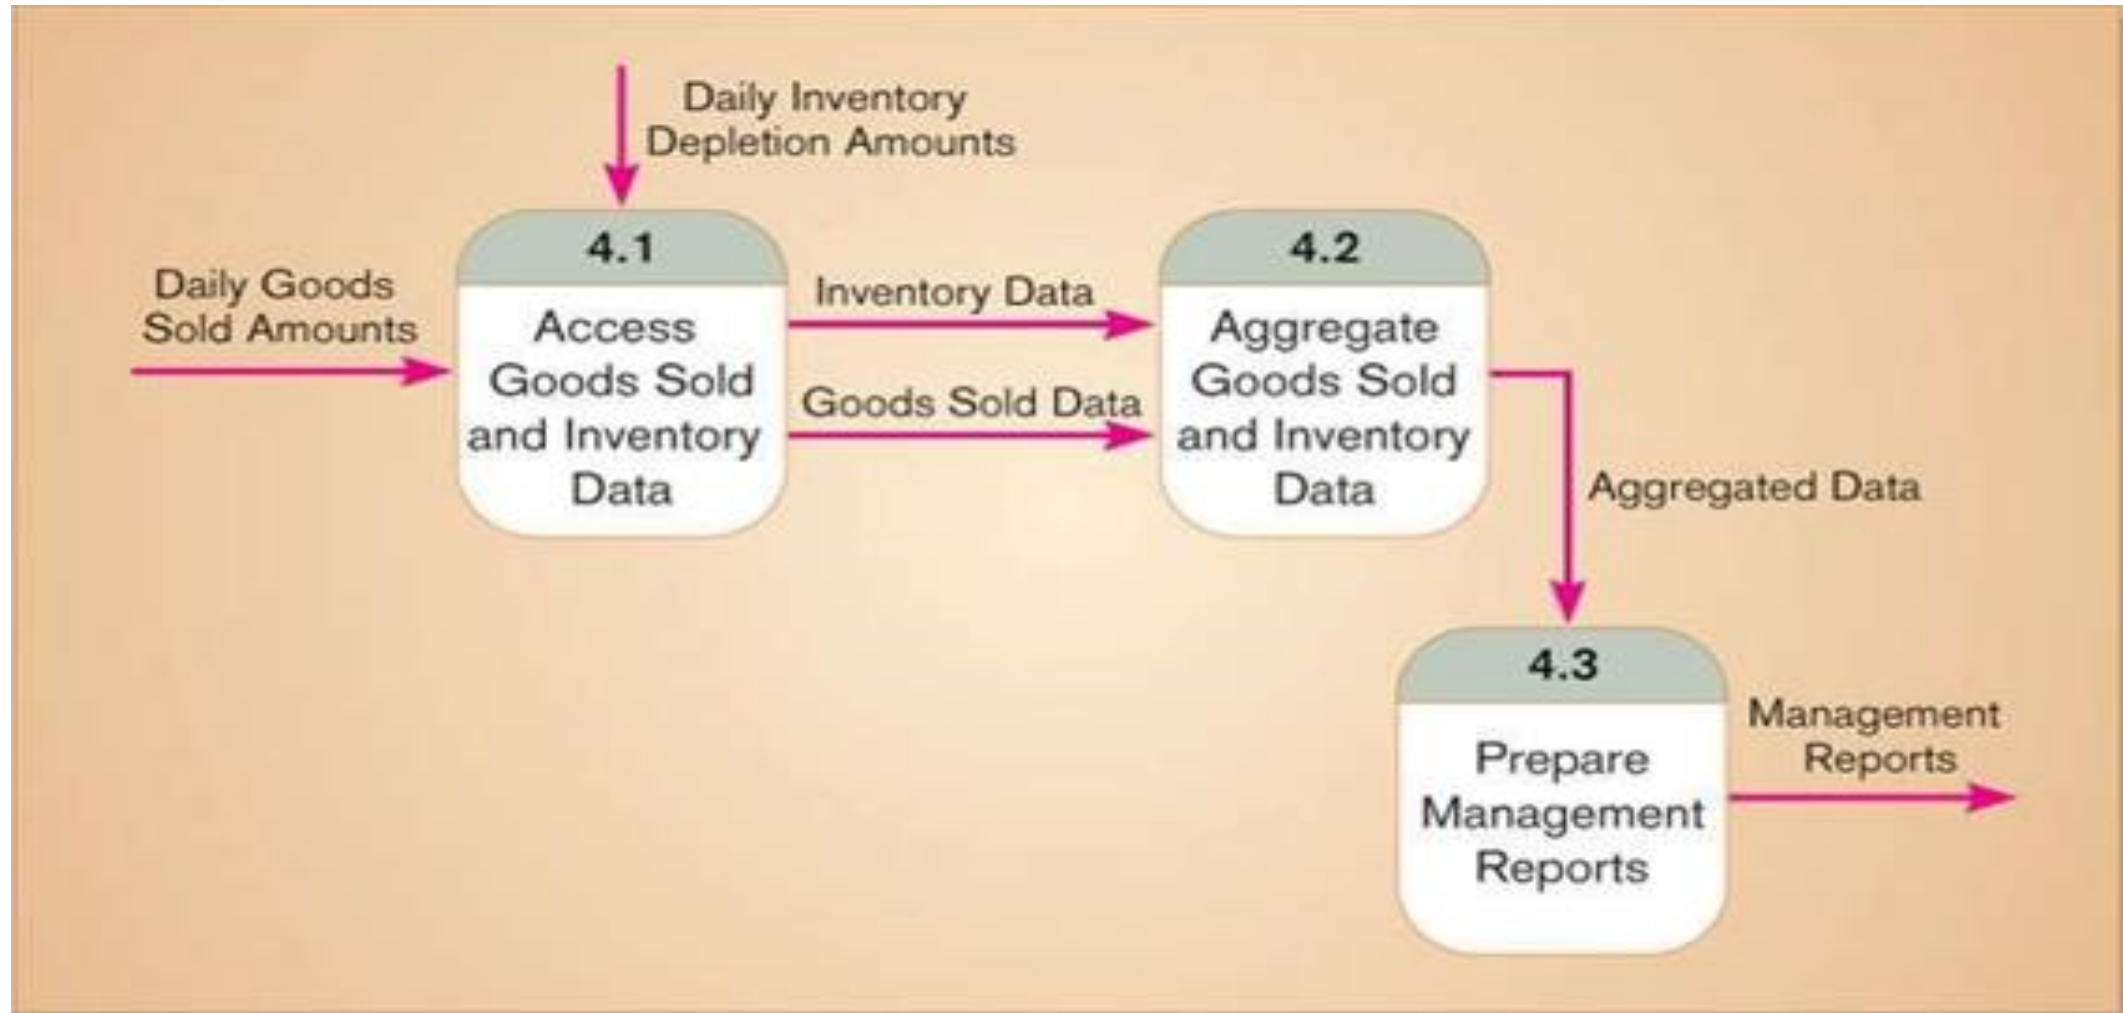 Daily Inventory
Depletion Amounts
Daily Goods
Sold Amounts
4.1
Access
Goods Sold
and Inventory
Data
Inventory Data
Goods Sold Data
4.2
Aggregate
Goods Sold
and Inventory
Data
Aggregated Data
4.3
Prepare
Management
Reports
Management
Reports